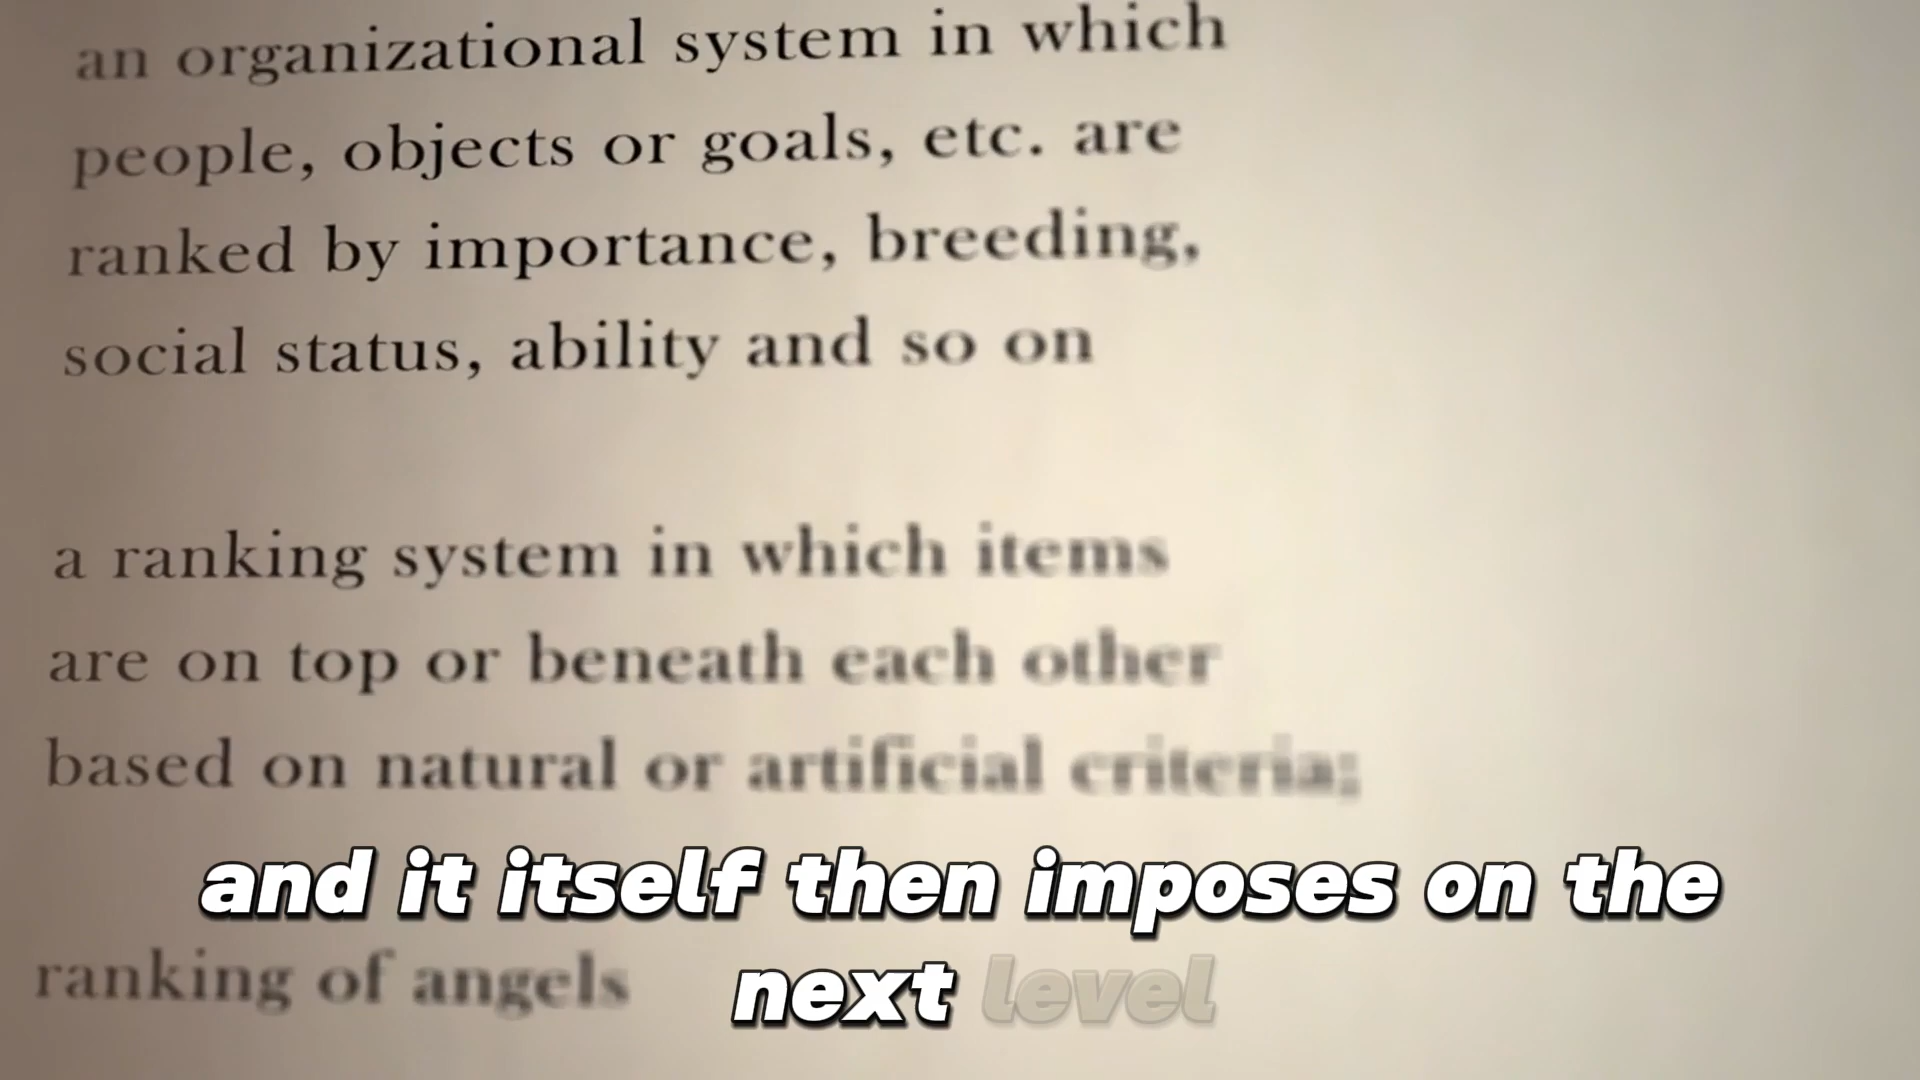 an organizational system in which
people, objects or goals, etc. are
ranked by importance, breeding,
social status, ability and so on
a ranking system in which items
are on top or beneath each other
based on natural or artificial criteria;
ranking of angels
and it itself then imposes on the
next level